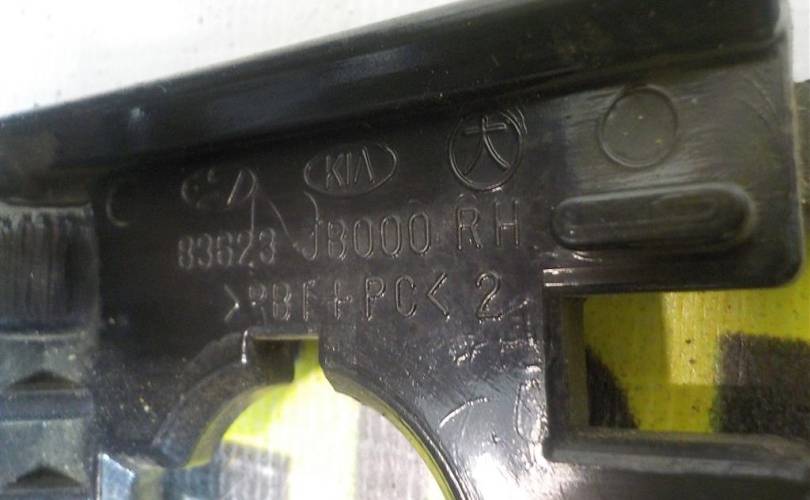 KIA 大
83623 JB000 RH
>PBT+PC< 2